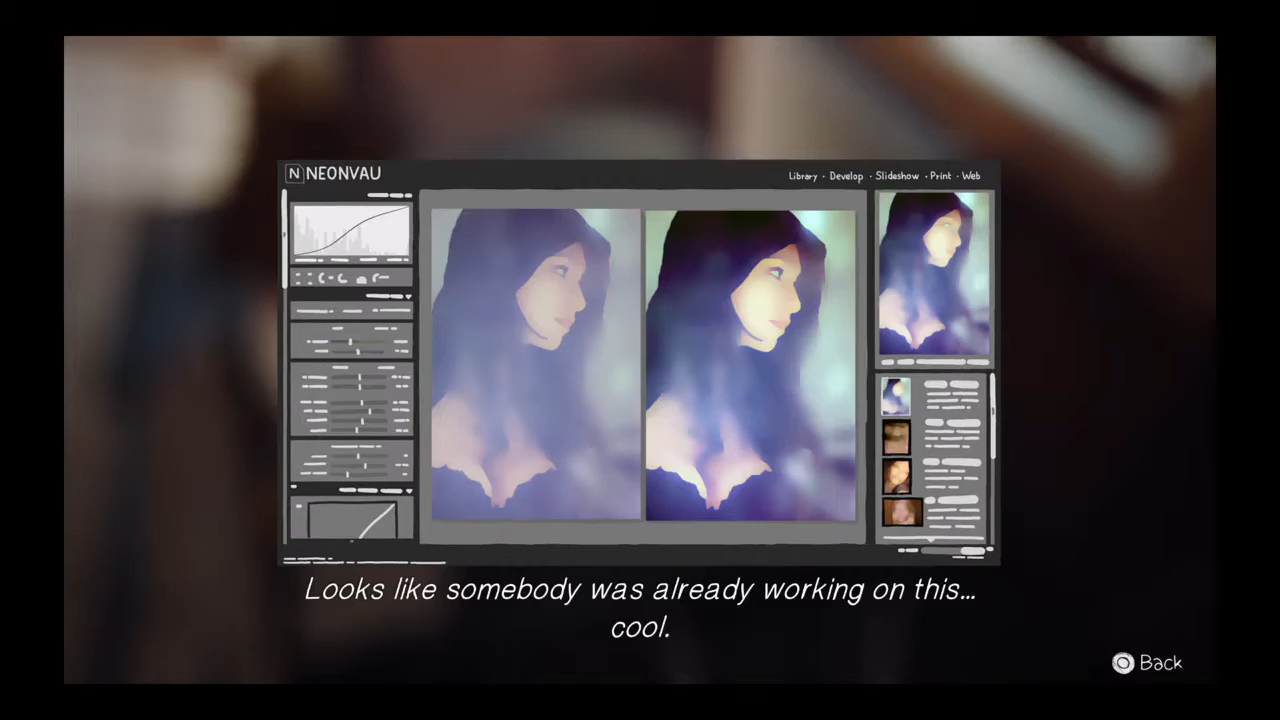 N NEONVAU
Library · Develop · Slideshow · Print · Web
Looks like somebody was already working on this...
cool.
Back